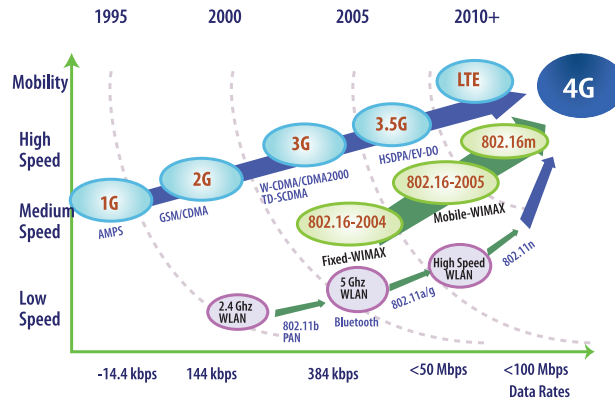 1995 2000 2005 2010+
Mobility
LTE
4G
High
Speed
3.5G
HSDPA/EV-DO
802.16m
3G
W-CDMA/CDMA2000
TD-SCDMA
2G
GSM/CDMA
802.16-2005
Mobile-WIMAX
Medium
Speed
1G
AMPS
802.16-2004
Fixed-WIMAX
802.11n
High Speed
WLAN
802.11a/g
5 Ghz
WLAN
Bluetooth
Low
Speed
2.4 Ghz
WLAN
802.11b
PAN
-14.4 kbps 144 kbps 384 kbps <50 Mbps <100 Mbps
Data Rates